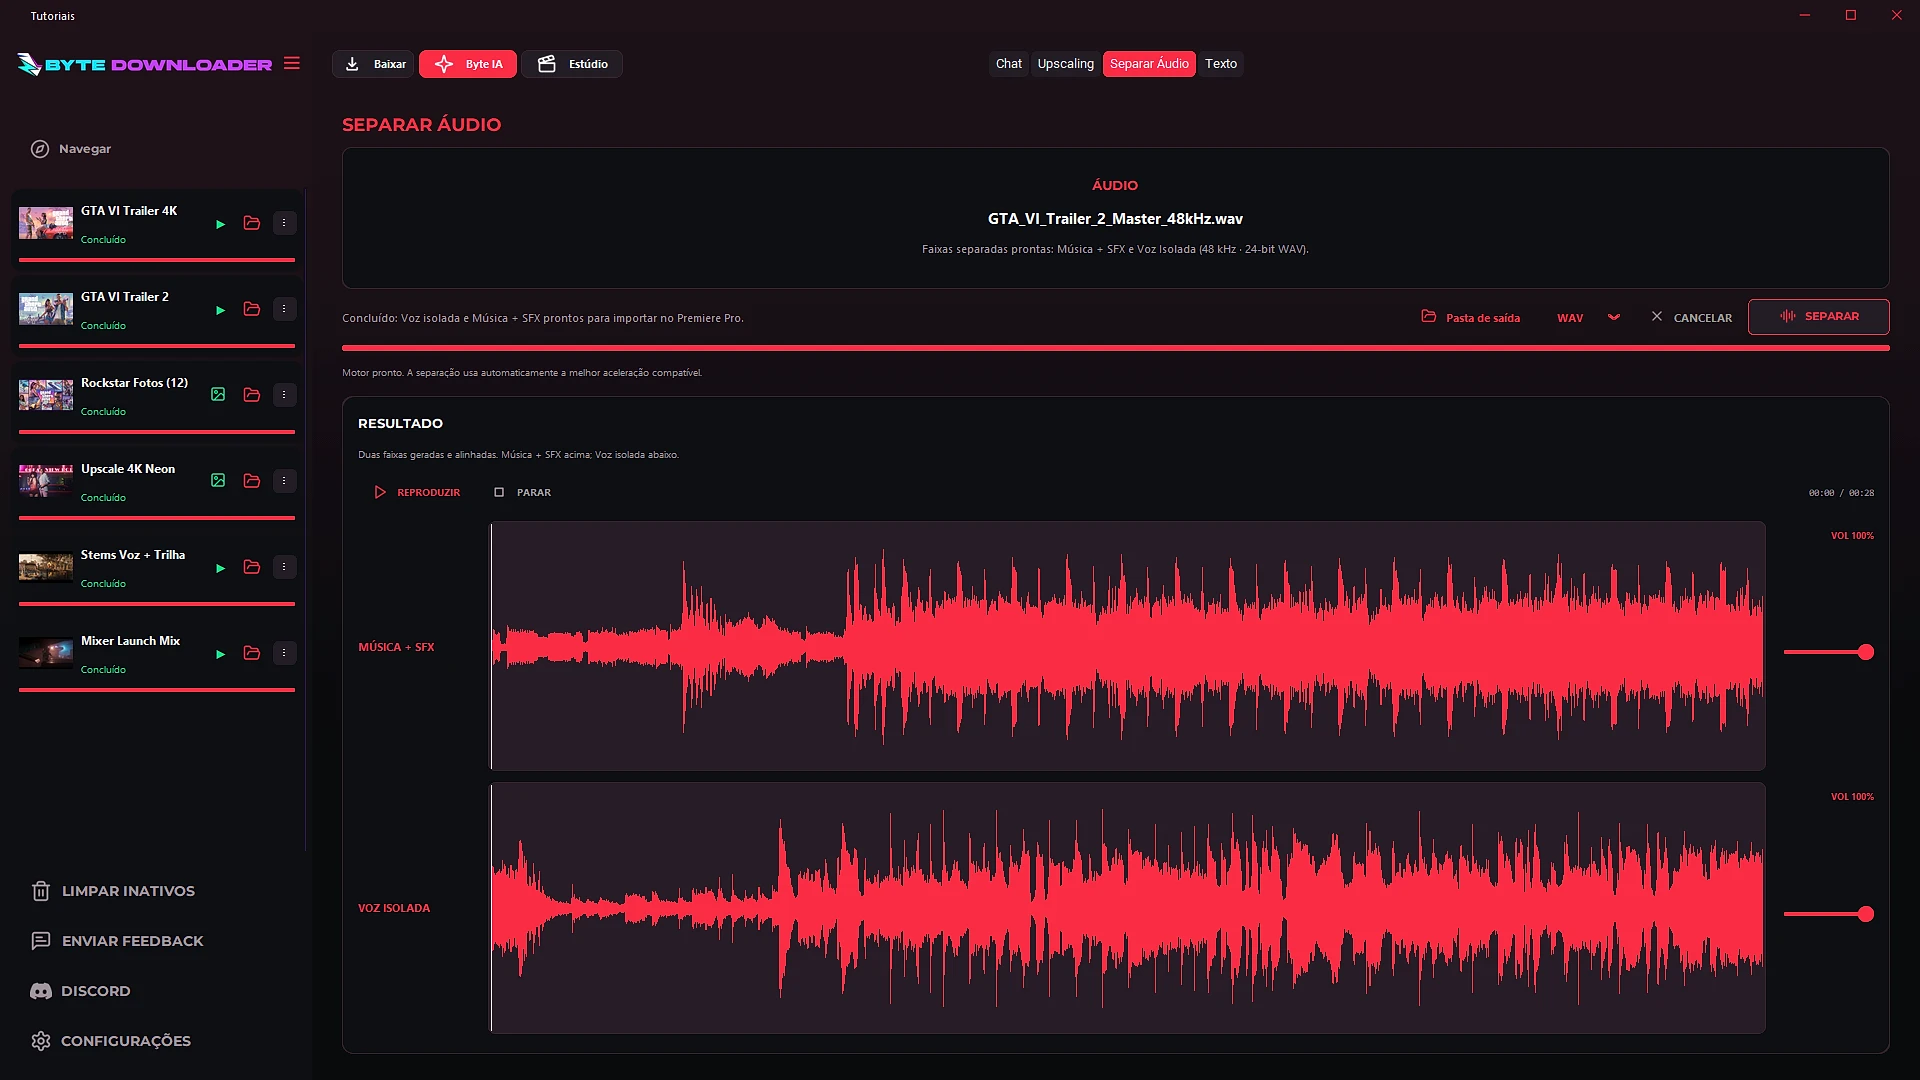 Tutoriais
BYTE DOWNLOADER
Baixar
Byte IA
Estúdio
Chat
Upscaling
Separar Áudio
Texto
Navegar
GTA VI Trailer 4K
Concluído
GTA VI Trailer 2
Concluído
Rockstar Fotos (12)
Concluído
Upscale 4K Neon
Concluído
Stems Voz + Trilha
Concluído
Mixer Launch Mix
Concluído
LIMPAR INATIVOS
ENVIAR FEEDBACK
DISCORD
CONFIGURAÇÕES
SEPARAR ÁUDIO
ÁUDIO
GTA_VI_Trailer_2_Master_48kHz.wav
Faixas separadas prontas: Música + SFX e Voz Isolada (48 kHz · 24-bit WAV).
Concluído: Voz isolada e Música + SFX prontos para importar no Premiere Pro.
Pasta de saída
WAV
CANCELAR
SEPARAR
Motor pronto. A separação usa automaticamente a melhor aceleração compatível.
RESULTADO
Duas faixas geradas e alinhadas. Música + SFX acima; Voz isolada abaixo.
REPRODUZIR
PARAR
00:00 / 00:28
MÚSICA + SFX
VOL 100%
VOZ ISOLADA
VOL 100%